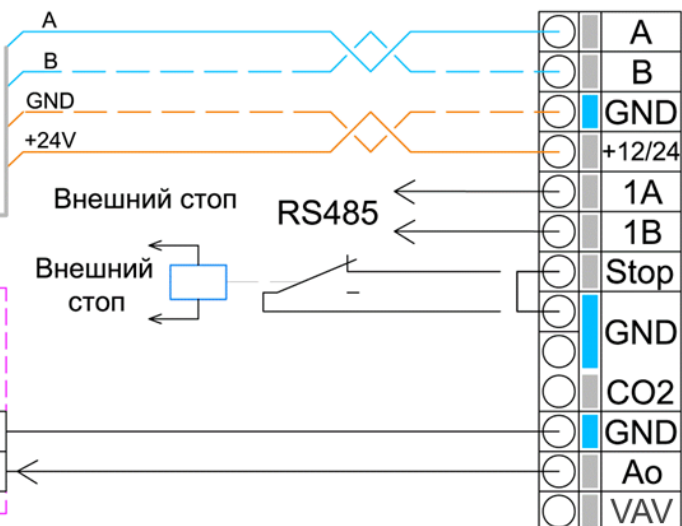 A
A
B
B
GND
GND
+24V
+12/24
Внешний стоп
RS485
1A
1B
Внешний
стоп
Stop
GND
CO2
GND
Ao
VAV